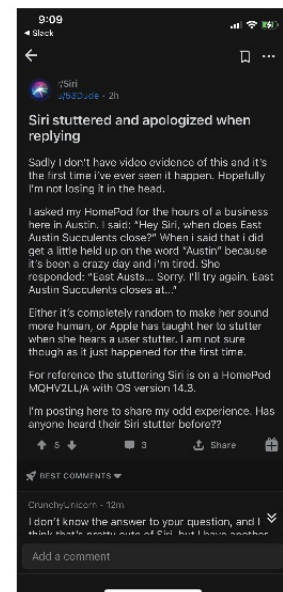 9:09
◀ Slack
r/Siri
u/53Dude · 2h
Siri stuttered and apologized when
replying
Sadly I don't have video evidence of this and it's
the first time i've ever seen it happen. Hopefully
I'm not losing it in the head.
I asked my HomePod for the hours of a business
here in Austin. I said: "Hey Siri, when does East
Austin Succulents close?" When i said that i did
get a little held up on the word "Austin" because
it's been a crazy day and i'm tired. She
responded: "East Austs... Sorry. I'll try again. East
Austin Succulents closes at..."
Either it's completely random to make her sound
more human, or Apple has taught her to stutter
when she hears a user stutter. I am not sure
though as it just happened for the first time.
For reference the stuttering Siri is on a HomePod
MQHV2LL/A with OS version 14.3.
I'm posting here to share my odd experience. Has
anyone heard their Siri stutter before??
5
3
Share
BEST COMMENTS
CrunchyUnicorn · 12m
I don't know the answer to your question, and I
think that's pretty cute of Siri, but I have another
Add a comment